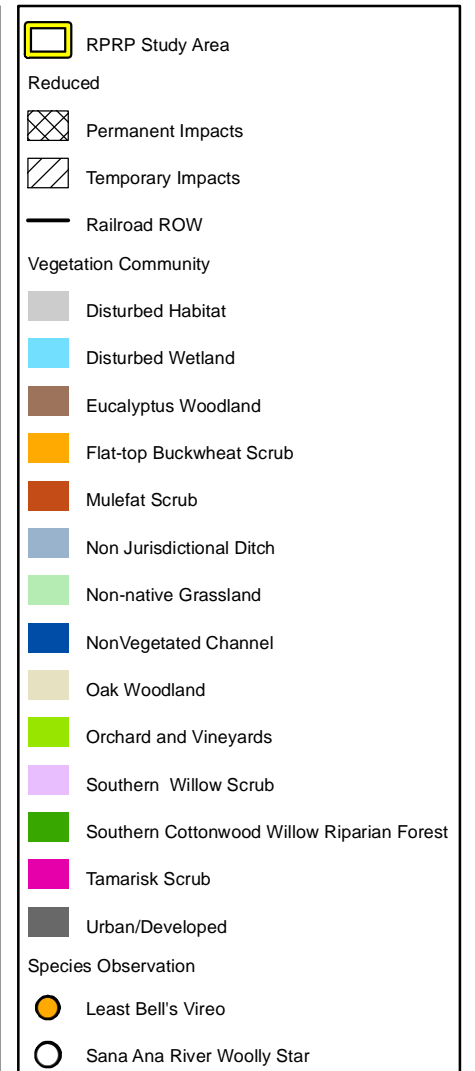 RPRP Study Area
Reduced
Permanent Impacts
Temporary Impacts
Railroad ROW
Vegetation Community
Disturbed Habitat
Disturbed Wetland
Eucalyptus Woodland
Flat-top Buckwheat Scrub
Mulefat Scrub
Non Jurisdictional Ditch
Non-native Grassland
NonVegetated Channel
Oak Woodland
Orchard and Vineyards
Southern  Willow Scrub
Southern Cottonwood Willow Riparian Forest
Tamarisk Scrub
Urban/Developed
Species Observation
Least Bell's Vireo
Sana Ana River Woolly Star